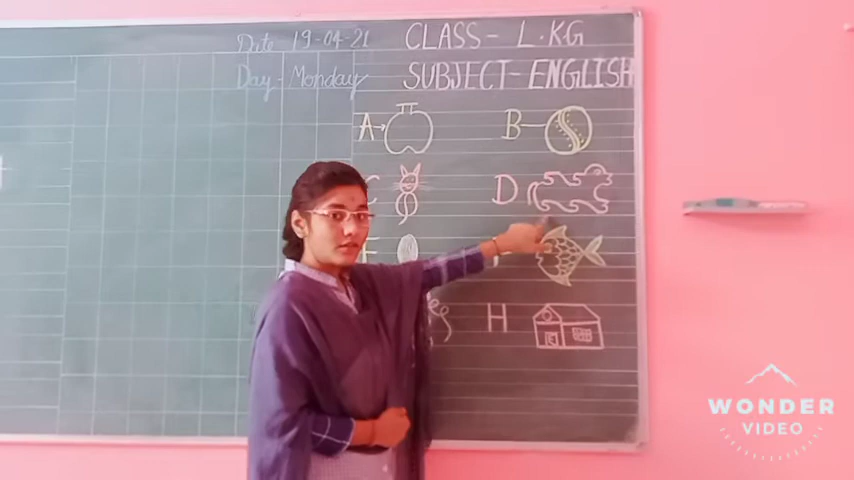 Date 19-04-21
CLASS - L.KG
Day - Monday
SUBJECT - ENGLISH
A
B
C
D
E
H
WONDER
VIDEO